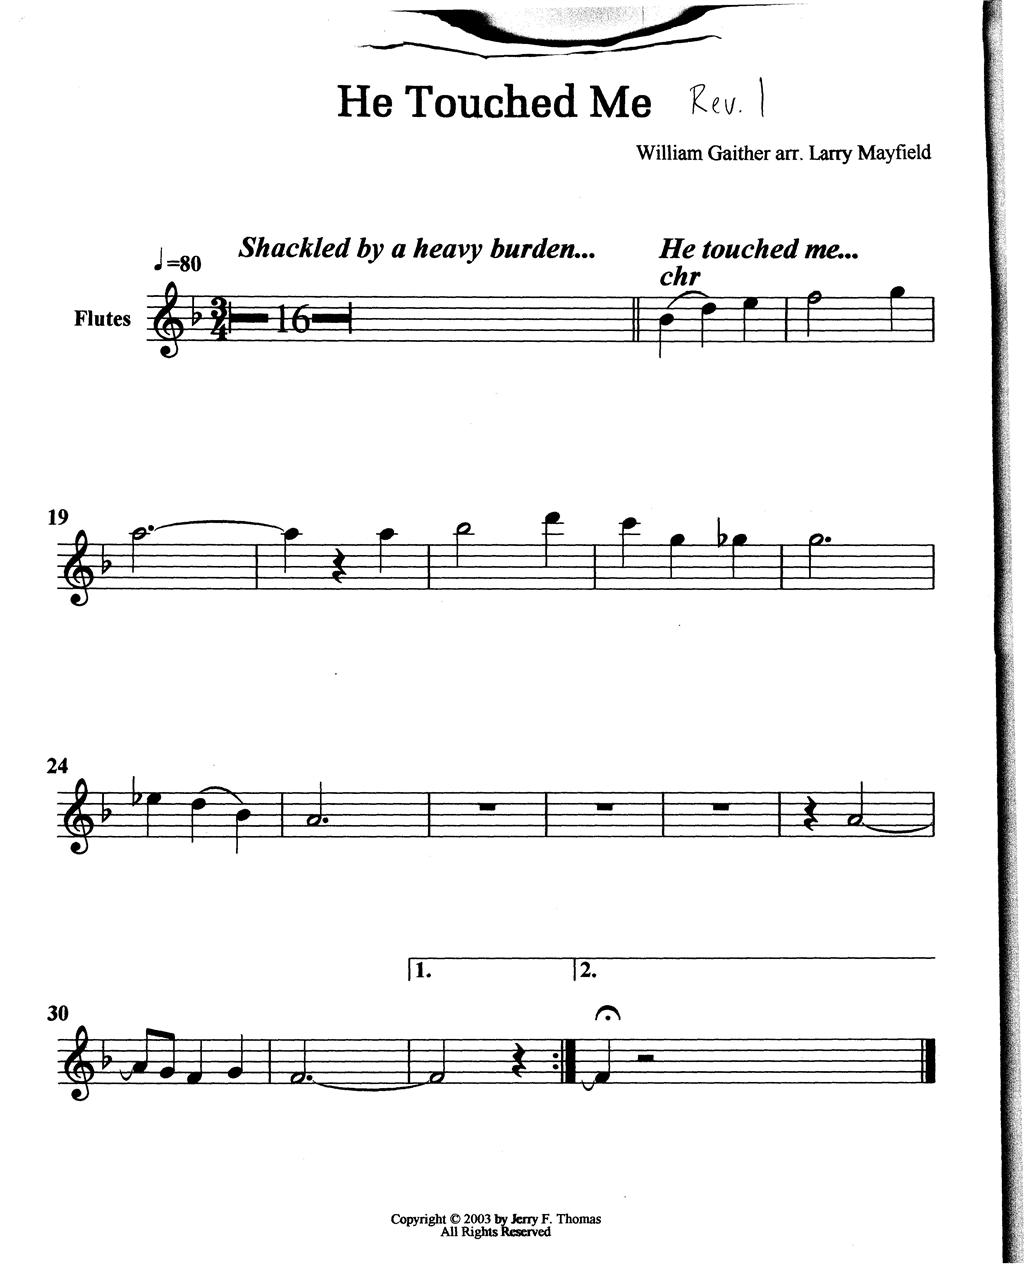 He Touched Me Rev. 1
William Gaither arr. Larry Mayfield
Shackled by a heavy burden... He touched me...
♩=80 chr
Flutes 3/4 16
19
24
1. 2.
30
Copyright © 2003 by Jerry F. Thomas
All Rights Reserved